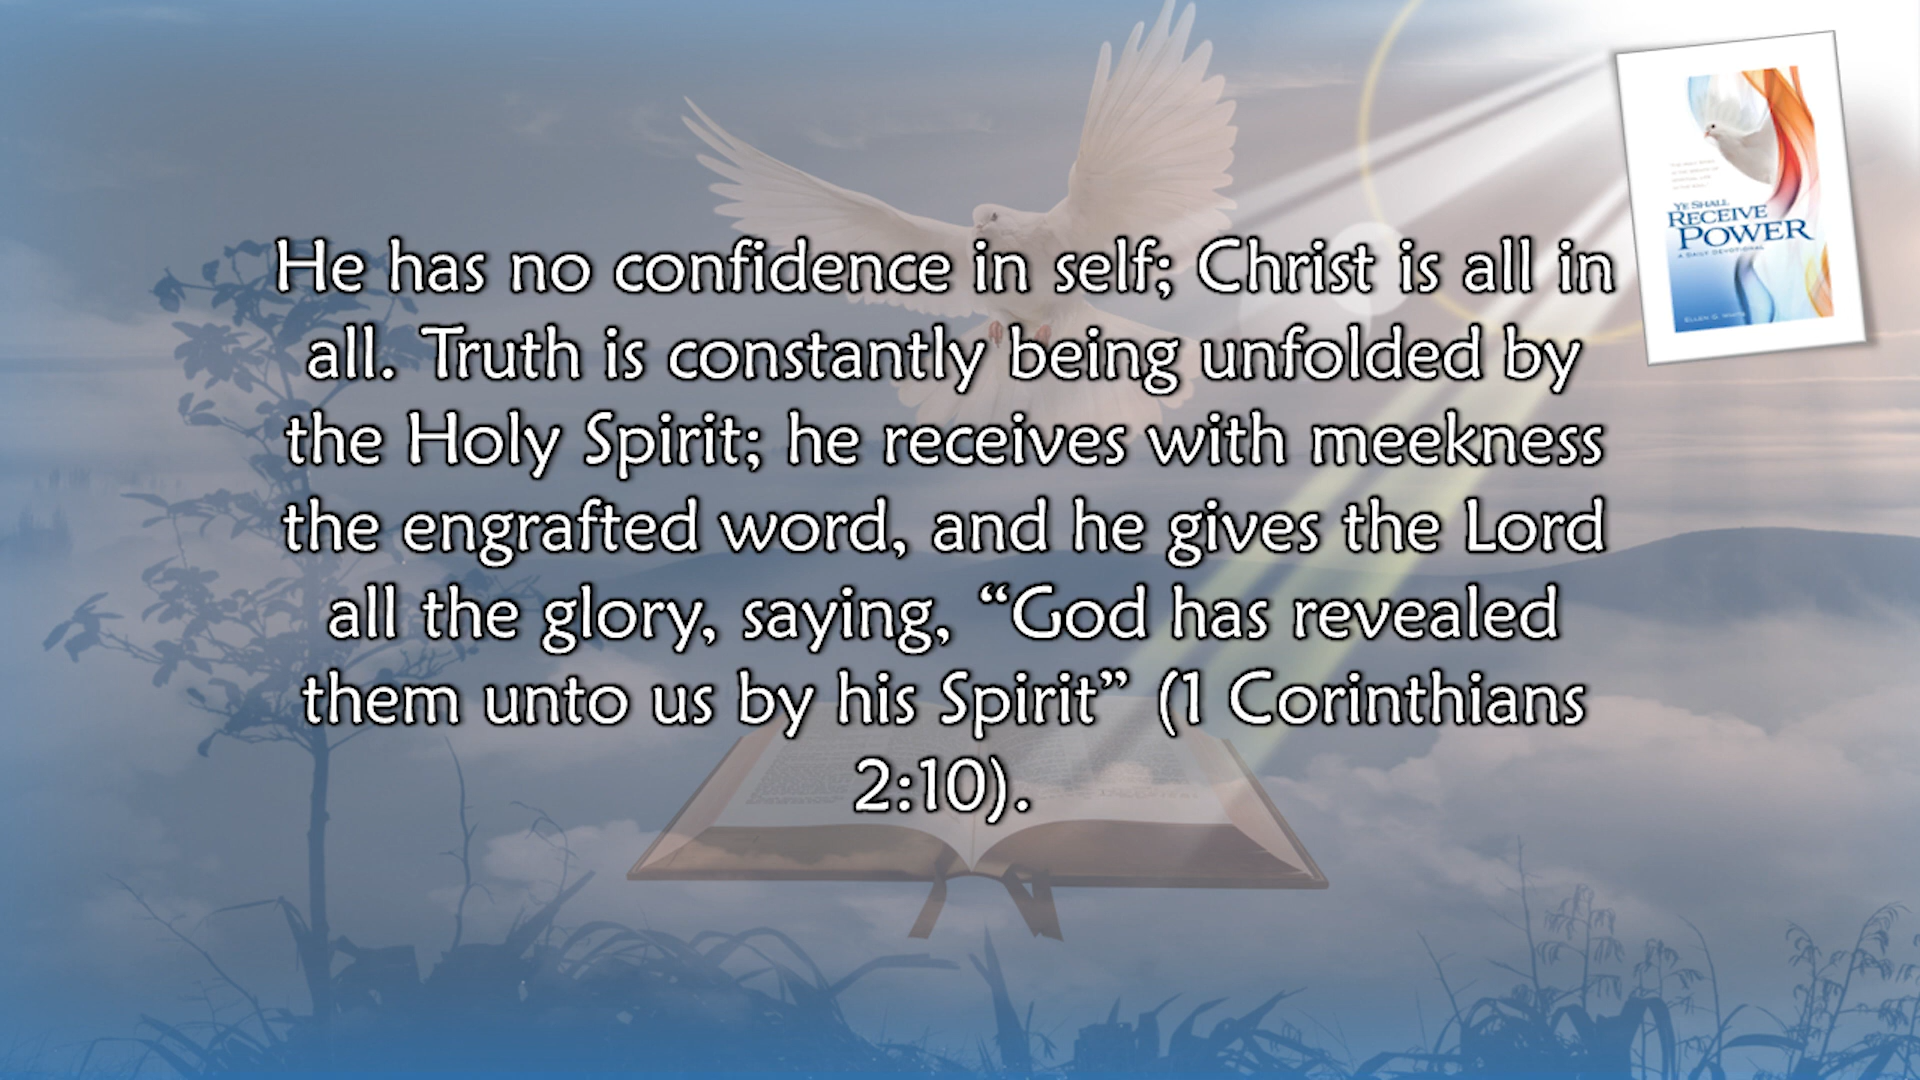 He has no confidence in self; Christ is all in
all. Truth is constantly being unfolded by
the Holy Spirit; he receives with meekness
the engrafted word, and he gives the Lord
all the glory, saying, “God has revealed
them unto us by his Spirit” (1 Corinthians
2:10).
YE SHALL
RECEIVE
POWER
A DAILY DEVOTIONAL
ELLEN G. WHITE